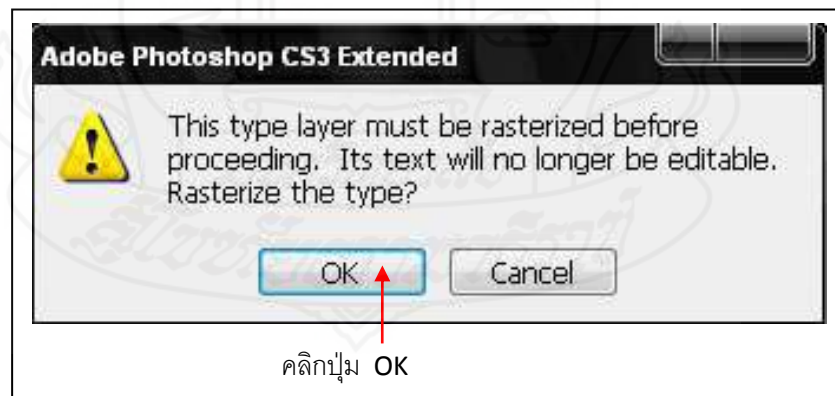 Adobe Photoshop CS3 Extended
This type layer must be rasterized before
proceeding. Its text will no longer be editable.
Rasterize the type?
OK
Cancel
คลิกปุ่ม OK